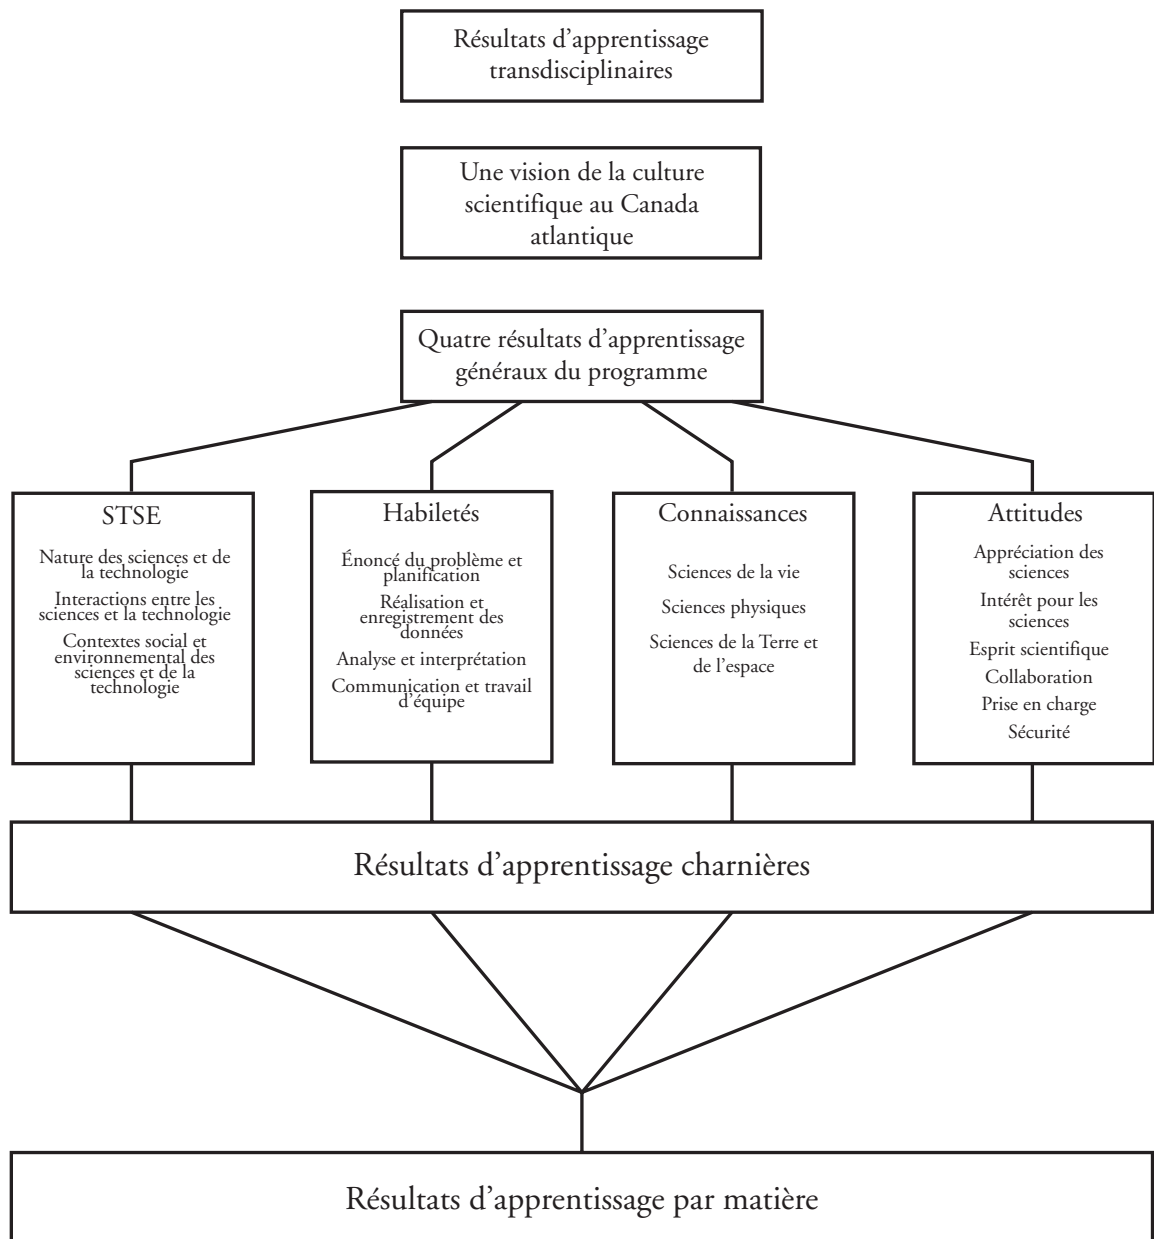 Résultats d’apprentissage
transdisciplinaires
Une vision de la culture
scientifique au Canada
atlantique
Quatre résultats d’apprentissage
généraux du programme
STSE
Nature des sciences et de
la technologie
Interactions entre les
sciences et la technologie
Contextes social et
environnemental des
sciences et de la
technologie
Habiletés
Énoncé du problème et
planification
Réalisation et
enregistrement des
données
Analyse et interprétation
Communication et travail
d’équipe
Connaissances
Sciences de la vie
Sciences physiques
Sciences de la Terre et
de l’espace
Attitudes
Appréciation des
sciences
Intérêt pour les
sciences
Esprit scientifique
Collaboration
Prise en charge
Sécurité
Résultats d’apprentissage charnières
Résultats d’apprentissage par matière